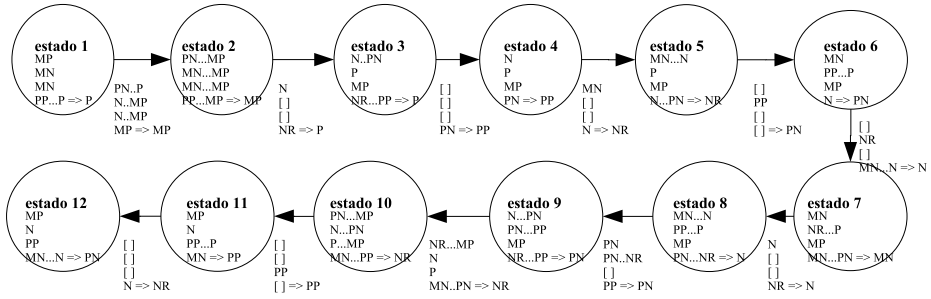 estado 1
MP
MN
MN
PP...P => P
PN..P
N..MP
N..MP
MP => MP
estado 2
PN...MP
MN...MP
MN...MP
PP...MP => MP
N
[ ]
[ ]
NR => P
estado 3
N..PN
P
MP
NR...PP => P
[ ]
[ ]
[ ]
PN => PP
estado 4
N
P
MP
PN => PP
MN
[ ]
[ ]
N => NR
estado 5
MN...N
P
MP
N...PN => NR
[ ]
PP
[ ]
[ ] => PN
estado 6
MN
PP...P
MP
N => PN
[ ]
NR
[ ]
MN...N => N
estado 7
MN
NR...P
MP
MN...PN => MN
N
[ ]
[ ]
NR => N
estado 8
MN...N
PP...P
MP
PN...NR => N
PN
PN..NR
[ ]
PP => PN
estado 9
N...PN
PN...PP
MP
NR...PP => PN
NR...MP
N
P
MN..PN => NR
estado 10
PN...MP
N...PN
P...MP
MN...PP => NR
[ ]
[ ]
PP
[ ] => PP
estado 11
MP
N
PP...P
MN => PP
[ ]
[ ]
[ ]
N => NR
estado 12
MP
N
PP
MN...N => PN